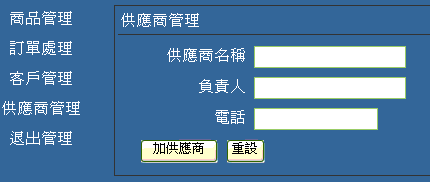 商品管理
訂單處理
客戶管理
供應商管理
退出管理
供應商管理
供應商名稱
負責人
電話
加供應商
重設